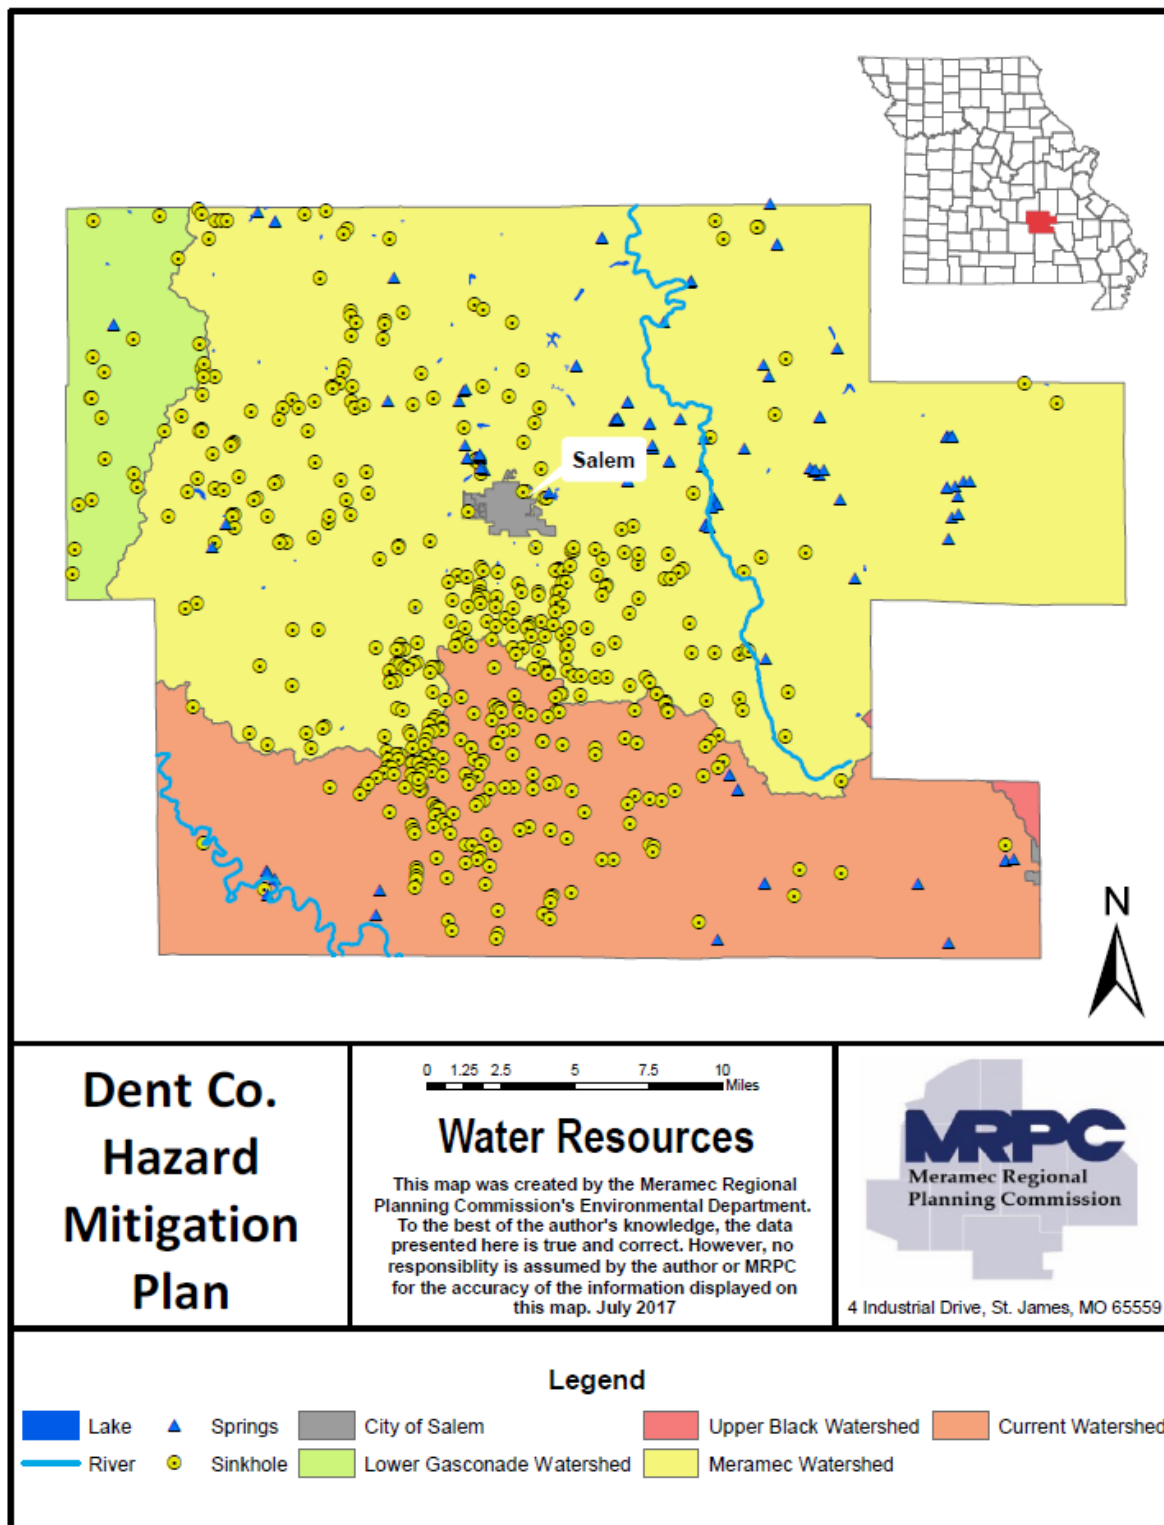 Salem
N
Dent Co.
Hazard
Mitigation
Plan
0 1.25 2.5 5 7.5 10
Miles
Water Resources
This map was created by the Meramec Regional
Planning Commission's Environmental Department.
To the best of the author's knowledge, the data
presented here is true and correct. However, no
responsiblity is assumed by the author or MRPC
for the accuracy of the information displayed on
this map. July 2017
MRPC
Meramec Regional
Planning Commission
4 Industrial Drive, St. James, MO 65559
Legend
Lake Springs City of Salem Upper Black Watershed Current Watershed
River Sinkhole Lower Gasconade Watershed Meramec Watershed